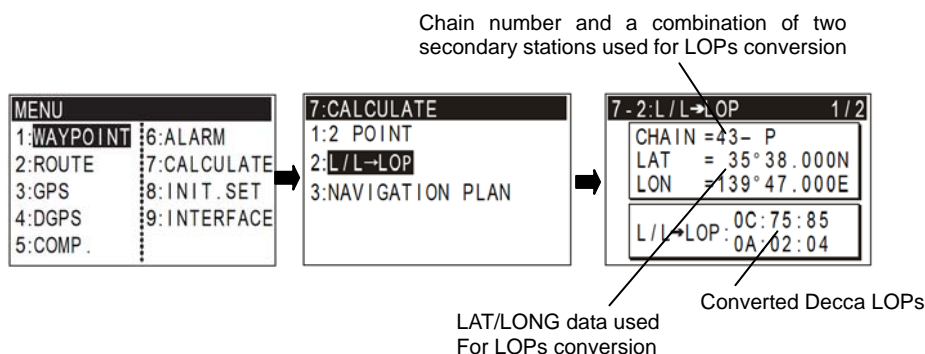 Chain number and a combination of two
secondary stations used for LOPs conversion
MENU
1:WAYPOINT 6:ALARM
2:ROUTE 7:CALCULATE
3:GPS 8:INIT.SET
4:DGPS 9:INTERFACE
5:COMP.
7:CALCULATE
1:2 POINT
2:L/L→LOP
3:NAVIGATION PLAN
7-2:L/L→LOP 1/2
CHAIN =43- P
LAT = 35°38.000N
LON =139°47.000E
L/L→LOP: 0C:75:85
0A:02:04
Converted Decca LOPs
LAT/LONG data used
For LOPs conversion